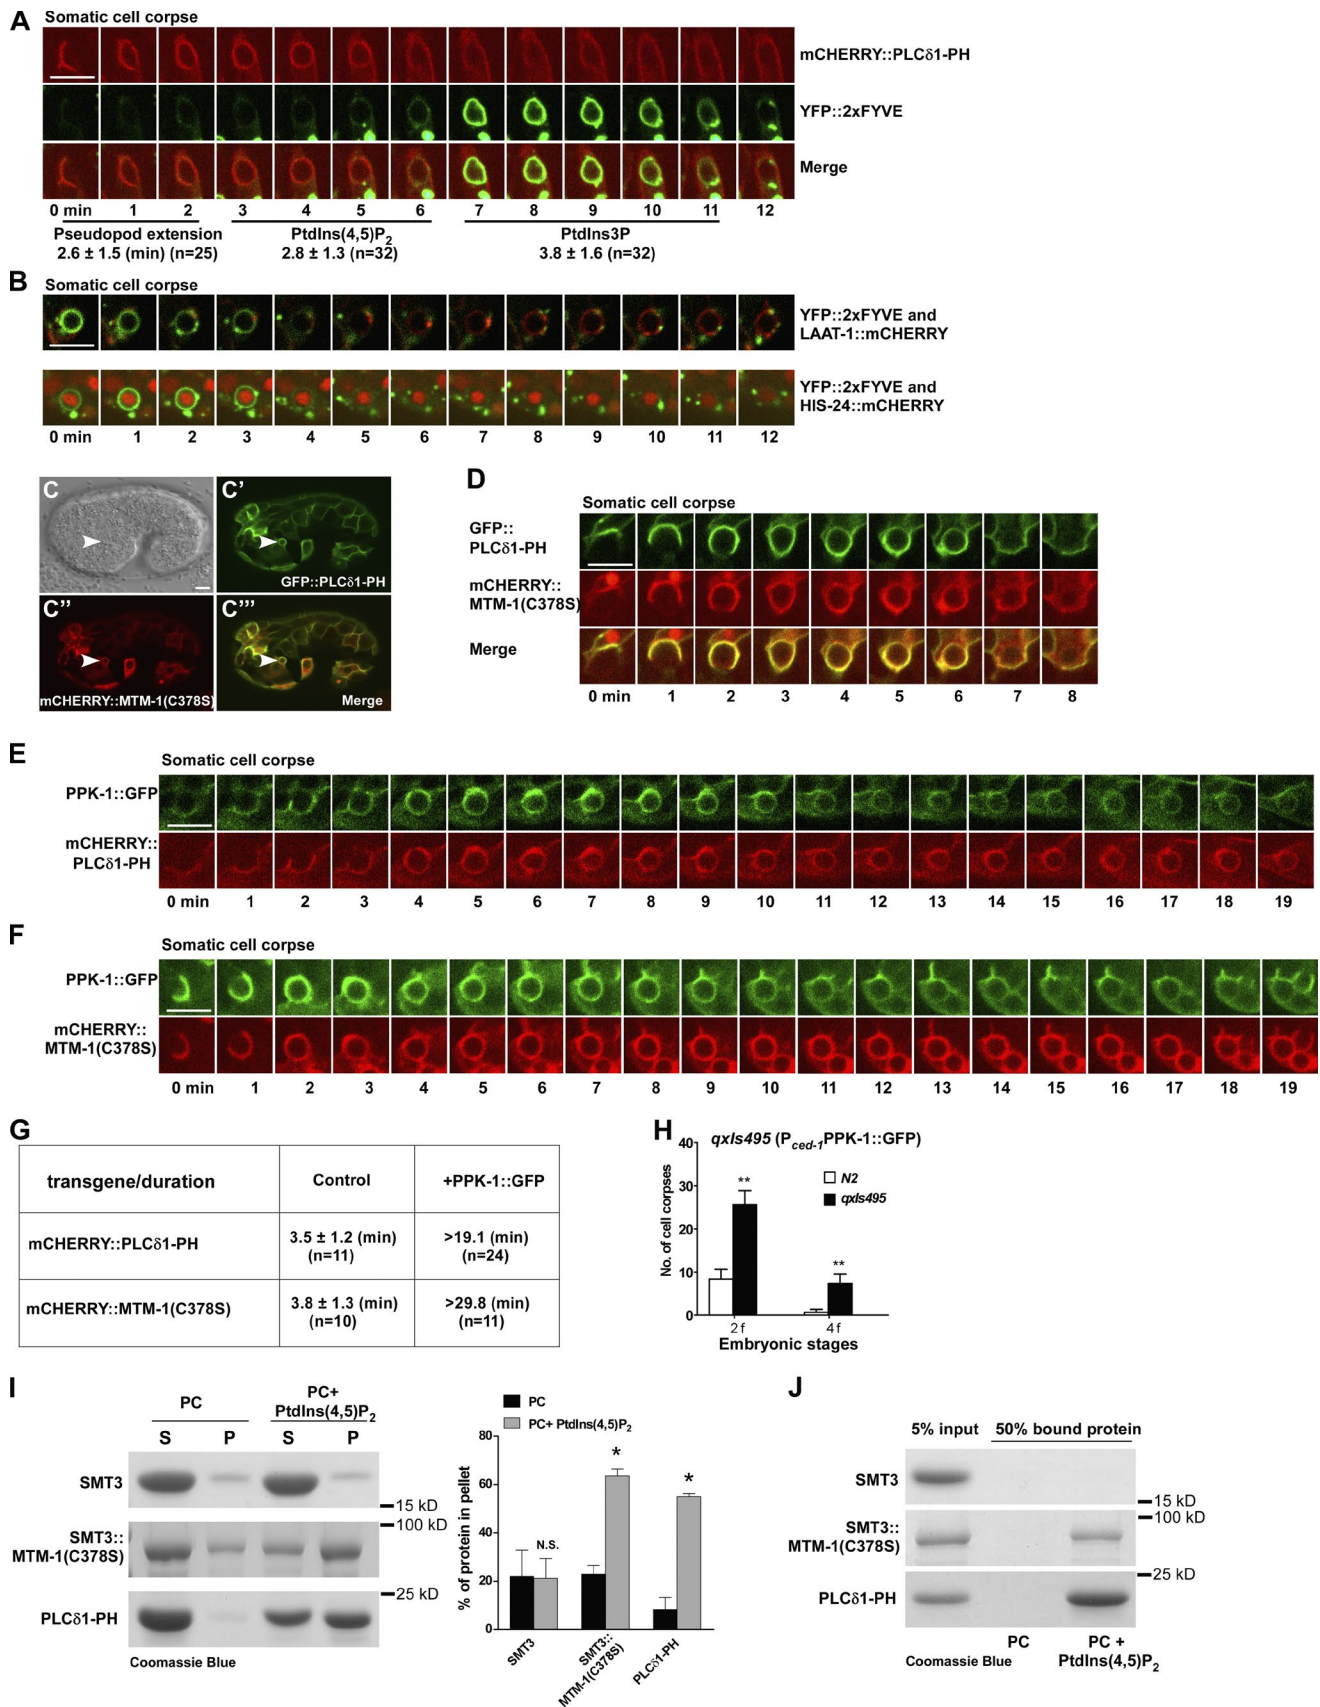 A
Somatic cell corpse
mCHERRY::PLCδ1-PH
YFP::2xFYVE
Merge
0 min 1 2 3 4 5 6 7 8 9 10 11 12
Pseudopod extension PtdIns(4,5)P2 PtdIns3P
2.6 ± 1.5 (min) (n=25) 2.8 ± 1.3 (n=32) 3.8 ± 1.6 (n=32)
B
Somatic cell corpse
YFP::2xFYVE and
LAAT-1::mCHERRY
YFP::2xFYVE and
HIS-24::mCHERRY
0 min 1 2 3 4 5 6 7 8 9 10 11 12
C C'
GFP::PLCδ1-PH
C'' C'''
mCHERRY::MTM-1(C378S) Merge
D
Somatic cell corpse
GFP::
PLCδ1-PH
mCHERRY::
MTM-1(C378S)
Merge
0 min 1 2 3 4 5 6 7 8
E
Somatic cell corpse
PPK-1::GFP
mCHERRY::
PLCδ1-PH
0 min 1 2 3 4 5 6 7 8 9 10 11 12 13 14 15 16 17 18 19
F
Somatic cell corpse
PPK-1::GFP
mCHERRY::
MTM-1(C378S)
0 min 1 2 3 4 5 6 7 8 9 10 11 12 13 14 15 16 17 18 19
G
transgene/duration Control +PPK-1::GFP
mCHERRY::PLCδ1-PH 3.5 ± 1.2 (min) >19.1 (min)
(n=11) (n=24)
mCHERRY::MTM-1(C378S) 3.8 ± 1.3 (min) >29.8 (min)
(n=10) (n=11)
H
qxIs495 (Pced-1PPK-1::GFP)
No. of cell corpses
40
30
20
10
0
** **
N2
qxIs495
2f 4f
Embryonic stages
I
PC PC+
PtdIns(4,5)P2
S P S P
SMT3
15 kD
100 kD
SMT3::
MTM-1(C378S)
25 kD
PLCδ1-PH
Coomassie Blue
PC
PC+ PtdIns(4,5)P2
% of protein in pellet
80
60
40
20
0
N.S. * *
SMT3
SMT3::
MTM-1(C378S)
PLCδ1-PH
J
5% input 50% bound protein
SMT3
15 kD
100 kD
SMT3::
MTM-1(C378S)
25 kD
PLCδ1-PH
Coomassie Blue PC PC +
PtdIns(4,5)P2